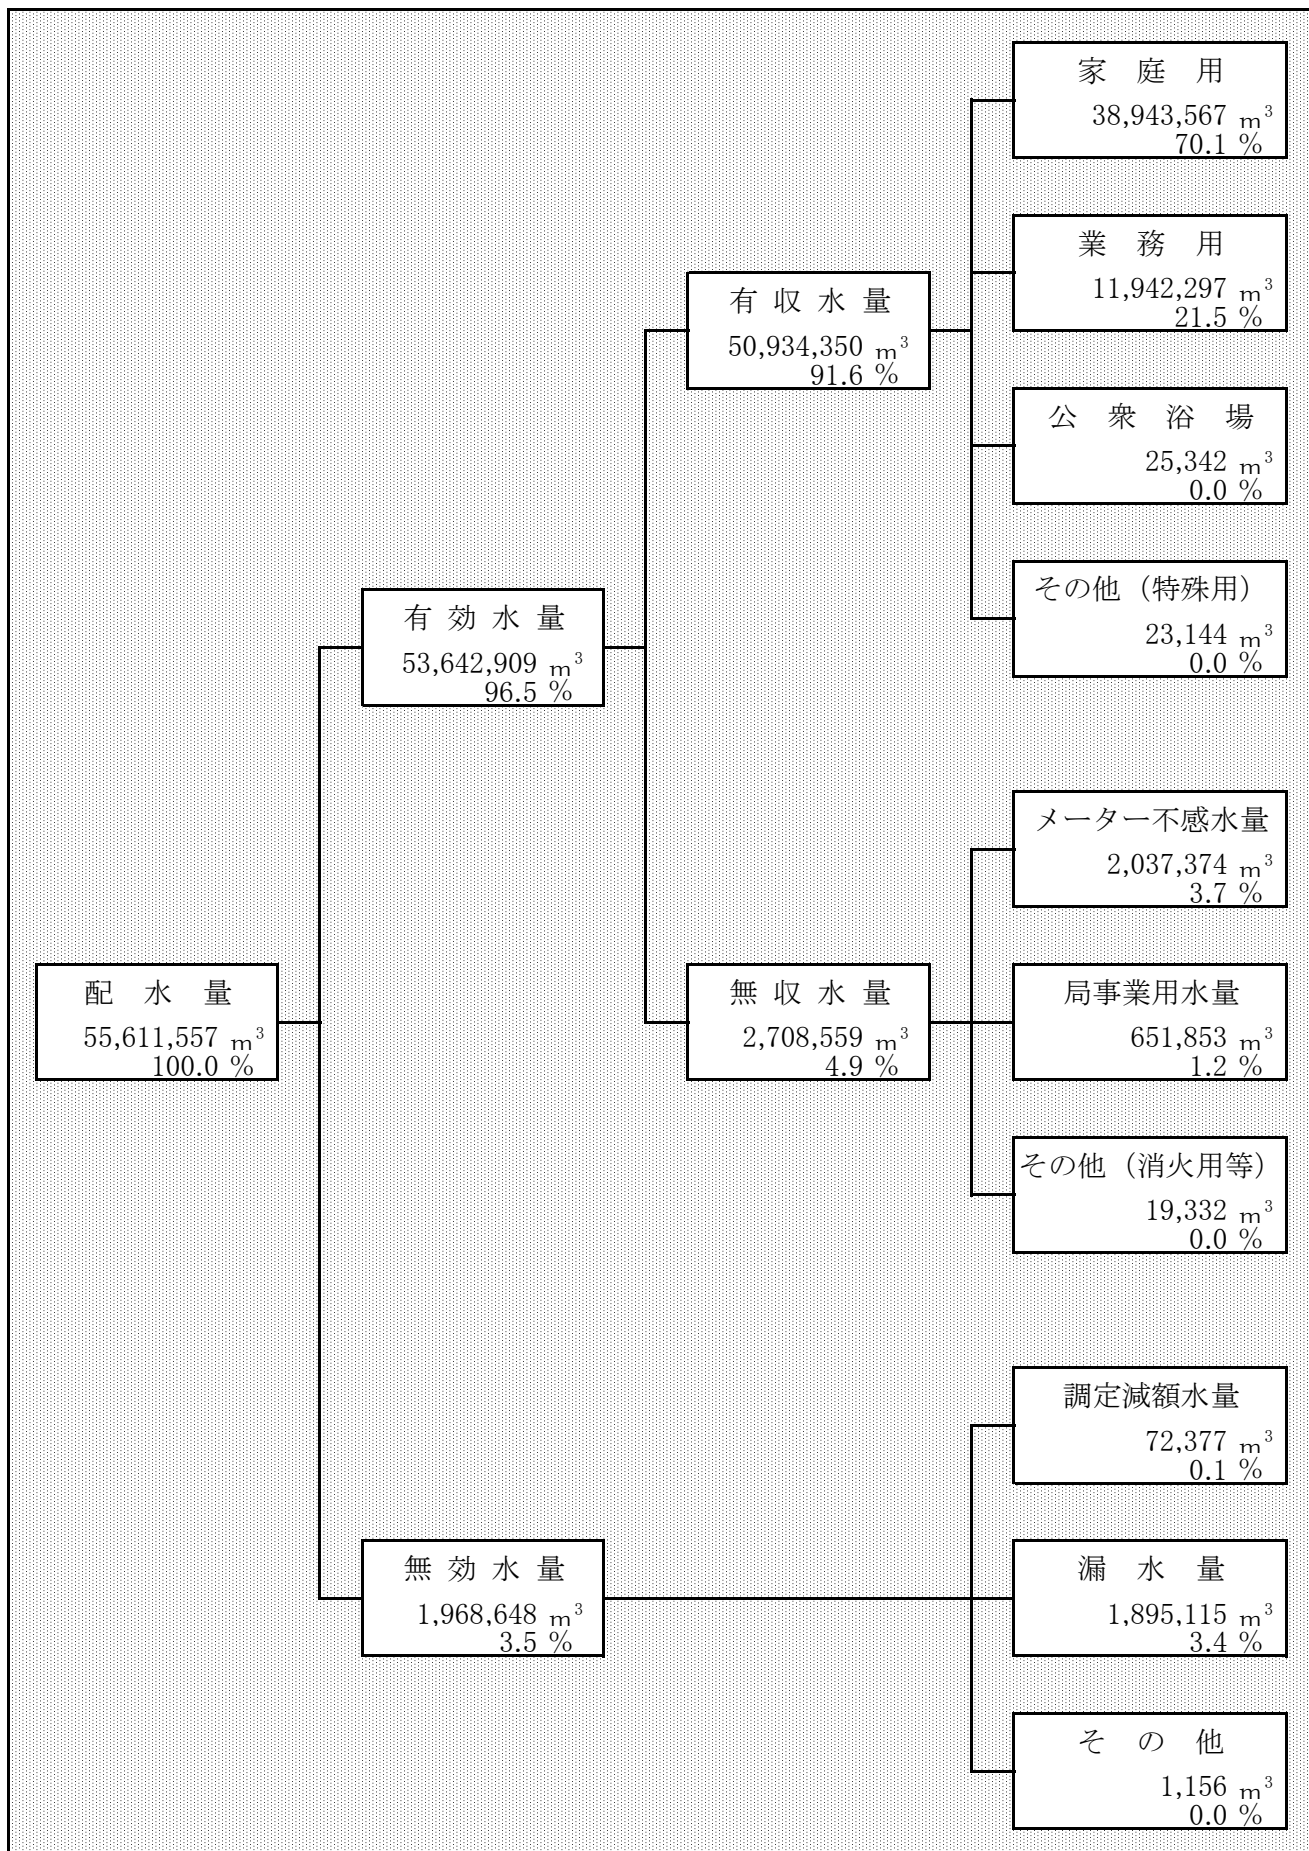 家 庭 用
38,943,567 m³
70.1 %
業 務 用
11,942,297 m³
21.5 %
有 収 水 量
50,934,350 m³
91.6 %
公 衆 浴 場
25,342 m³
0.0 %
その他（特殊用）
23,144 m³
0.0 %
有 効 水 量
53,642,909 m³
96.5 %
メーター不感水量
2,037,374 m³
3.7 %
配 水 量
55,611,557 m³
100.0 %
無 収 水 量
2,708,559 m³
4.9 %
局事業用水量
651,853 m³
1.2 %
その他（消火用等）
19,332 m³
0.0 %
調定減額水量
72,377 m³
0.1 %
無 効 水 量
1,968,648 m³
3.5 %
漏 水 量
1,895,115 m³
3.4 %
そ の 他
1,156 m³
0.0 %